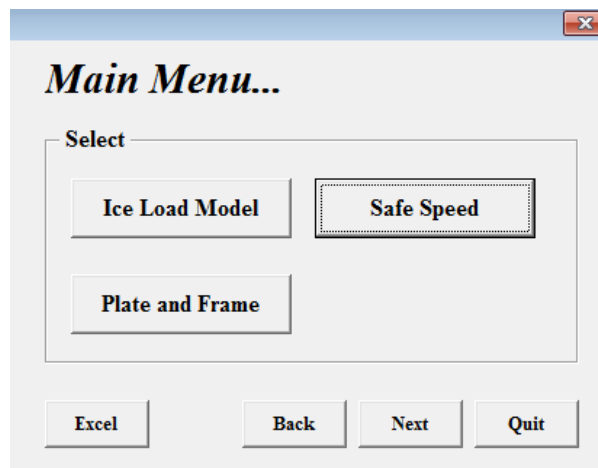 Main Menu...
Select
Ice Load Model
Safe Speed
Plate and Frame
Excel
Back
Next
Quit